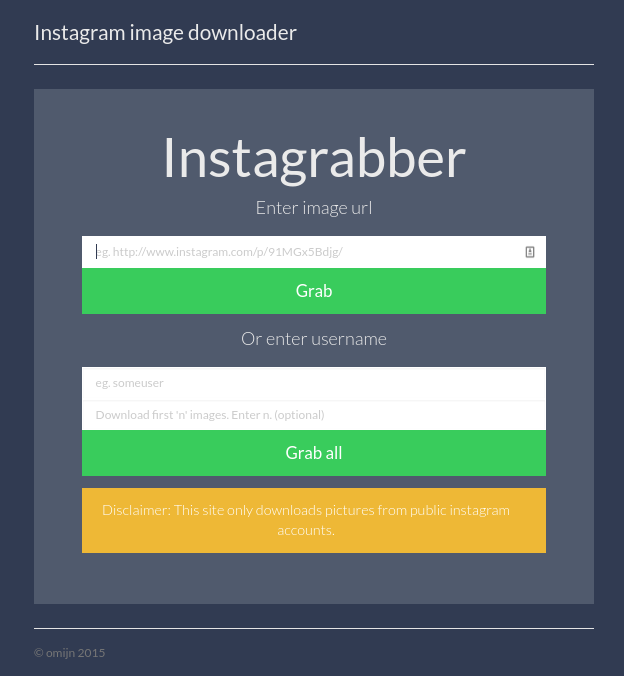 Instagram image downloader
Instagrabber
Enter image url
eg. http://www.instagram.com/p/91MGx5Bdjg/
Grab
Or enter username
eg. someuser
Download first 'n' images. Enter n. (optional)
Grab all
Disclaimer: This site only downloads pictures from public instagram
accounts.
© omijn 2015